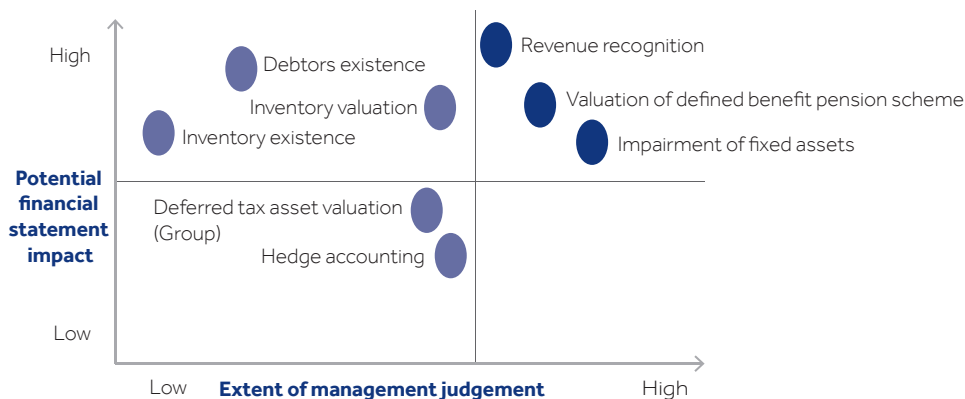 High
Revenue recognition
Debtors existence
Inventory valuation
Valuation of defined benefit pension scheme
Inventory existence
Impairment of fixed assets
Potential
financial
statement
impact
Deferred tax asset valuation
(Group)
Hedge accounting
Low
Low
Extent of management judgement
High